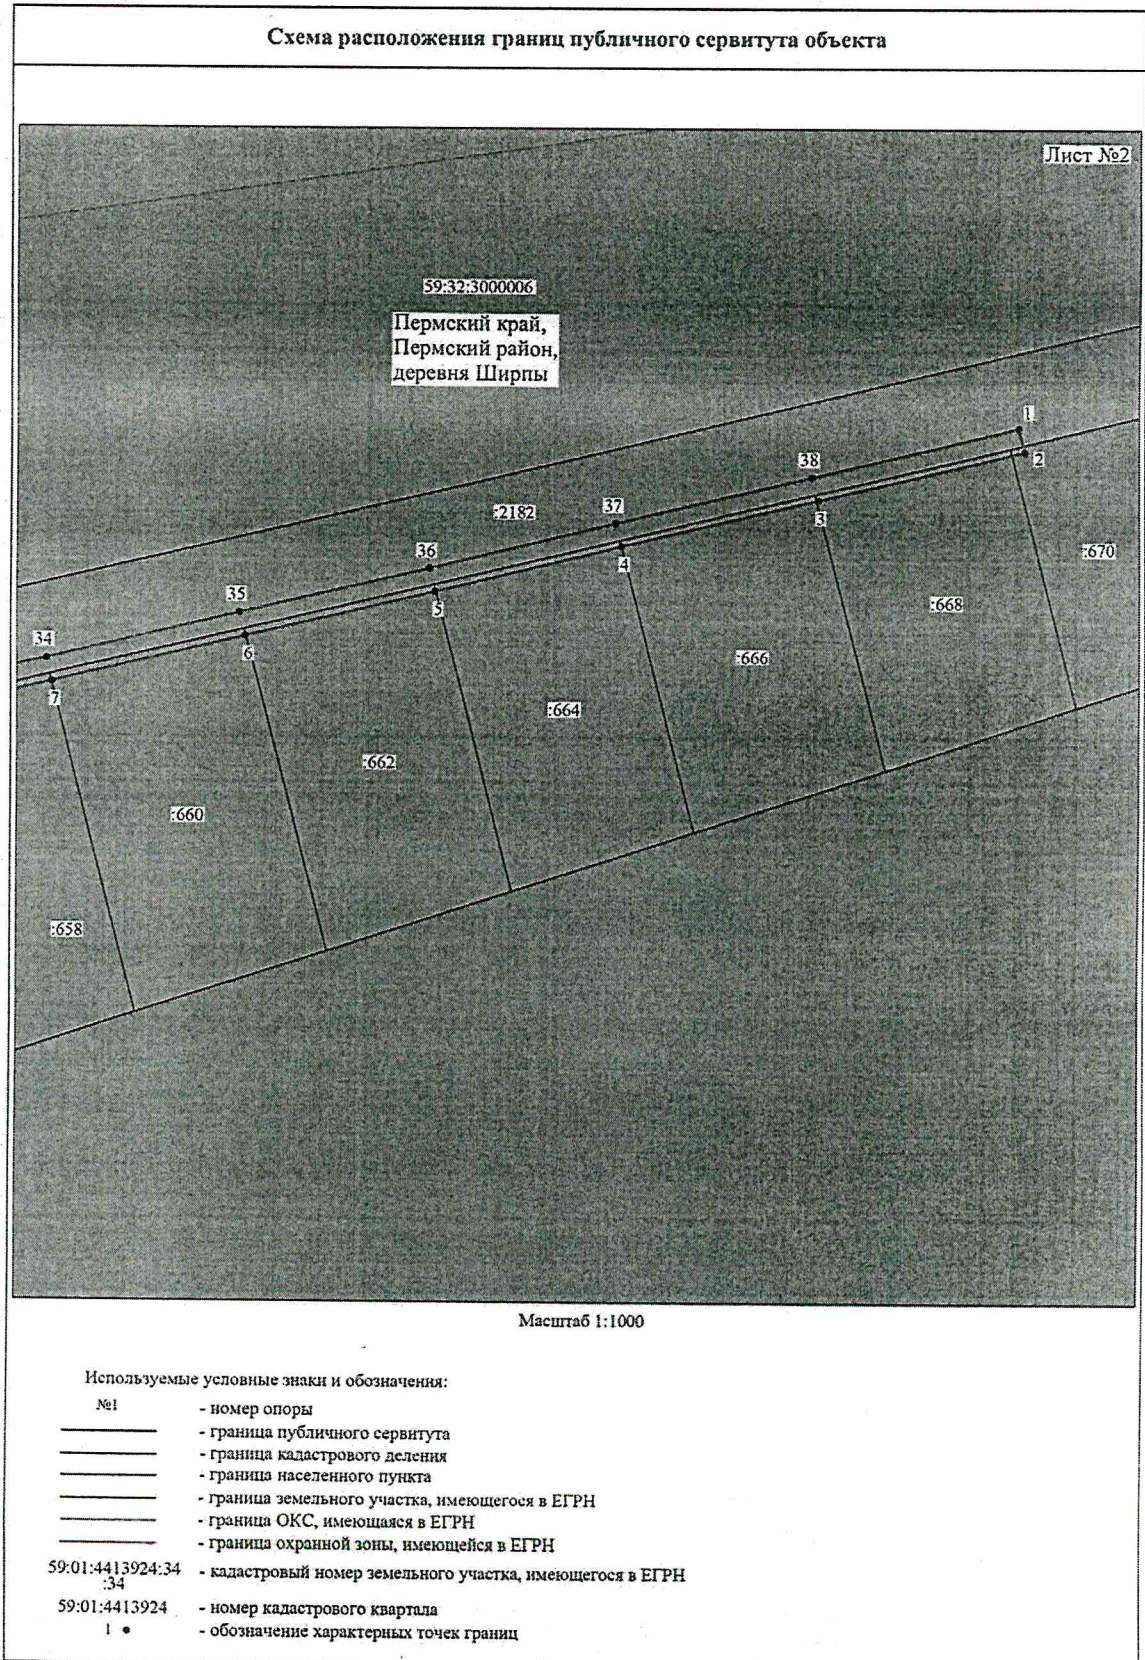 Схема расположения границ публичного сервитута объекта
Лист №2
59:32:3000006
Пермский край,
Пермский район,
деревня Ширпы
1
2
38
3
37
:2182
4
:670
36
5
:668
35
6
:666
34
7
:664
:662
:660
:658
Масштаб 1:1000
Используемые условные знаки и обозначения:
№1 - номер опоры
- граница публичного сервитута
- граница кадастрового деления
- граница населенного пункта
- граница земельного участка, имеющегося в ЕГРН
- граница ОКС, имеющаяся в ЕГРН
- граница охранной зоны, имеющейся в ЕГРН
59:01:4413924:34 - кадастровый номер земельного участка, имеющегося в ЕГРН
:34
59:01:4413924 - номер кадастрового квартала
1 - обозначение характерных точек границ